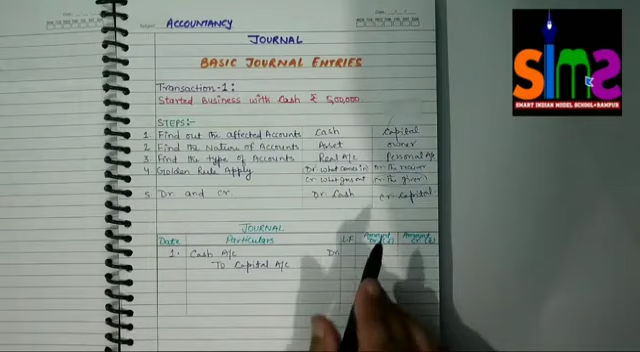 ACCOUNTANCY
JOURNAL
BASIC JOURNAL ENTRIES
Transaction-1:
Started Business with Cash ₹ 5,00,000
STEPS:-
1. Find out the affected Accounts Cash Capital
2. Find the Nature of Accounts Asset owner
3. Find the type of Accounts Real A/c Personal A/c
4. Golden Rule Apply Dr What comes in Dr The receiver
Cr What goes out Cr The giver
5. Dr and Cr. Dr Cash Cr Capital
JOURNAL
Date Particulars L.F Amount Dr (₹) Amount Cr (₹)
1. Cash A/c Dr.
To Capital A/c
SIMS
SMART INDIAN MODEL SCHOOL-RAMPUR